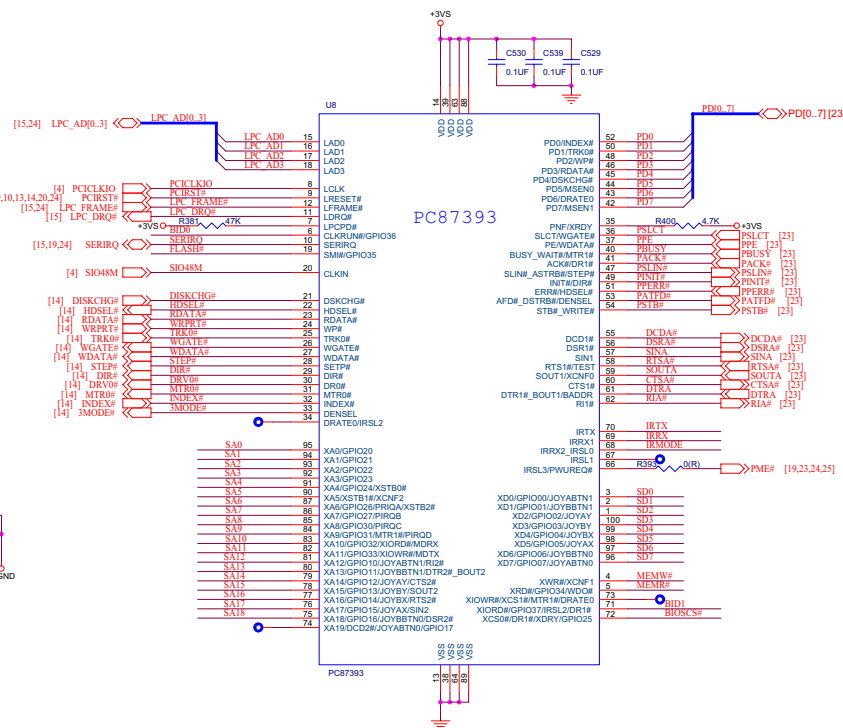 +3VS
C530
C539
C529
0.1UF
0.1UF
0.1UF
U8
14
39
63
88
VDD
VDD
VDD
VDD
PD[0..7]
PD[0..7] [23
[15,24] LPC_AD[0..3]
LPC_AD[0..3]
LPC_AD0 15 LAD0
LPC_AD1 16 LAD1
LPC_AD2 17 LAD2
LPC_AD3 18 LAD3
[4] PCICLKIO PCICLKIO 8 LCLK
9,10,13,14,20,24] PCIRST# PCIRST# 9 LRESET#
[15,24] LPC_FRAME# LPC_FRAME# 12 LFRAME#
[15] LPC_DRQ# LPC_DRQ# 11 LDRQ#
+3VS R381 47K 7 LPCPD#
BID0 6 CLKRUN#/GPIO36
[15,19,24] SERIRQ SERIRQ 10 SERIRQ
FLASH# 19 SMI#/GPIO35
[4] SIO48M SIO48M 20 CLKIN
[14] DISKCHG# DISKCHG# 21 DSKCHG#
[14] HDSEL# HDSEL# 22 HDSEL#
[14] RDATA# RDATA# 23 RDATA#
[14] WRPRT# WRPRT# 24 WP#
[14] TRK0# TRK0# 25 TRK0#
[14] WGATE# WGATE# 26 WGATE#
[14] WDATA# WDATA# 27 WDATA#
[14] STEP# STEP# 28 SETP#
[14] DIR# DIR# 29 DIR#
[14] DRV0# DRV0# 30 DR0#
[14] MTR0# MTR0# 31 MTR0#
[14] INDEX# INDEX# 32 INDEX#
[14] 3MODE# 3MODE# 33 DENSEL
34 DRATE0/IRSL2
SA0 95 XA0/GPIO20
SA1 94 XA1/GPIO21
SA2 93 XA2/GPIO22
SA3 92 XA3/GPIO23
SA4 91 XA4/GPIO24/XSTB0#
SA5 90 XA5/XSTB1#/XCNF2
SA6 87 XA6/GPIO26/PRIQA/XSTB2#
SA7 86 XA7/GPIO27/PIRQB
SA8 85 XA8/GPIO30/PIRQC
SA9 84 XA9/GPIO31/MTR1#/PIRQD
SA10 83 XA10/GPIO32/XIORD#/MDRX
SA11 82 XA11/GPIO33/XIOWR#/MDTX
SA12 81 XA12/GPIO10/JOYABTN1/RI2#
SA13 80 XA13/GPIO11/JOYBBTN1/DTR2#_BOUT2
SA14 79 XA14/GPIO12/JOYAY/CTS2#
SA15 78 XA15/GPIO13/JOYBY/SOUT2
SA16 77 XA16/GPIO14/JOYBX/RTS2#
SA17 76 XA17/GPIO15/JOYAX/SIN2
SA18 75 XA18/GPIO16/JOYBBTN0/DSR2#
74 XA19/DCD2#/JOYABTN0/GPIO17
PC87393
PD0/INDEX# 52 PD0
PD1/TRK0# 50 PD1
PD2/WP# 48 PD2
PD3/RDATA# 46 PD3
PD4/DSKCHG# 45 PD4
PD5/MSEN0 44 PD5
PD6/DRATE0 43 PD6
PD7/MSEN1 42 PD7
PNF/XRDY 35 R400 4.7K +3VS
SLCT/WGATE# 36 PSLCT PSLCT [23]
PE/WDATA# 37 PPE PPE [23]
BUSY_WAIT#/MTR1# 40 PBUSY PBUSY [23]
ACK#/DR1# 41 PACK# PACK# [23]
SLIN#_ASTRB#/STEP# 47 PSLIN# PSLIN# [23]
INIT#/DIR# 49 PINIT# PINIT# [23]
ERR#/HDSEL# 51 PPERR# PPERR# [23]
AFD#_DSTRB#/DENSEL 53 PATFD# PATFD# [23]
STB#_WRITE# 54 PSTB# PSTB# [23]
DCD1# 55 DCDA# DCDA# [23]
DSR1# 56 DSRA# DSRA# [23]
SIN1 57 SINA SINA [23]
RTS1#/TEST 58 RTSA# RTSA# [23]
SOUT1/XCNF0 59 SOUTA SOUTA [23]
CTS1# 60 CTSA# CTSA# [23]
DTR1#_BOUT1/BADDR 61 DTRA DTRA [23]
RI1# 62 RIA# RIA# [23]
IRTX 70 IRTX
IRRX1 69 IRRX
IRRX2_IRSL0 68 IRMODE
IRSL1 67
IRSL3/PWUREQ# 66 R393 0(R) PME# [19,23,24,25]
XD0/GPIO00/JOYABTN1 3 SD0
XD1/GPIO01/JOYBBTN1 2 SD1
XD2/GPIO02/JOYAY 1 SD2
XD3/GPIO03/JOYBY 100 SD3
XD4/GPIO04/JOYBX 99 SD4
XD5/GPIO05/JOYAX 98 SD5
XD6/GPIO06/JOYBBTN0 97 SD6
XD7/GPIO07/JOYABTN0 96 SD7
XWR#/XCNF1 4 MEMW#
XRD#/GPIO34/WDO# 5 MEMR#
XIOWR#/XCS1#/MTR1#/DRATE0 73
XIORD#/GPIO37/IRSL2/DR1# 71 BID1
XCS0#/DR1#/XDRY/GPIO25 72 BIOSCS#
GND
VSS
VSS
VSS
VSS
13
38
64
89
PC87393